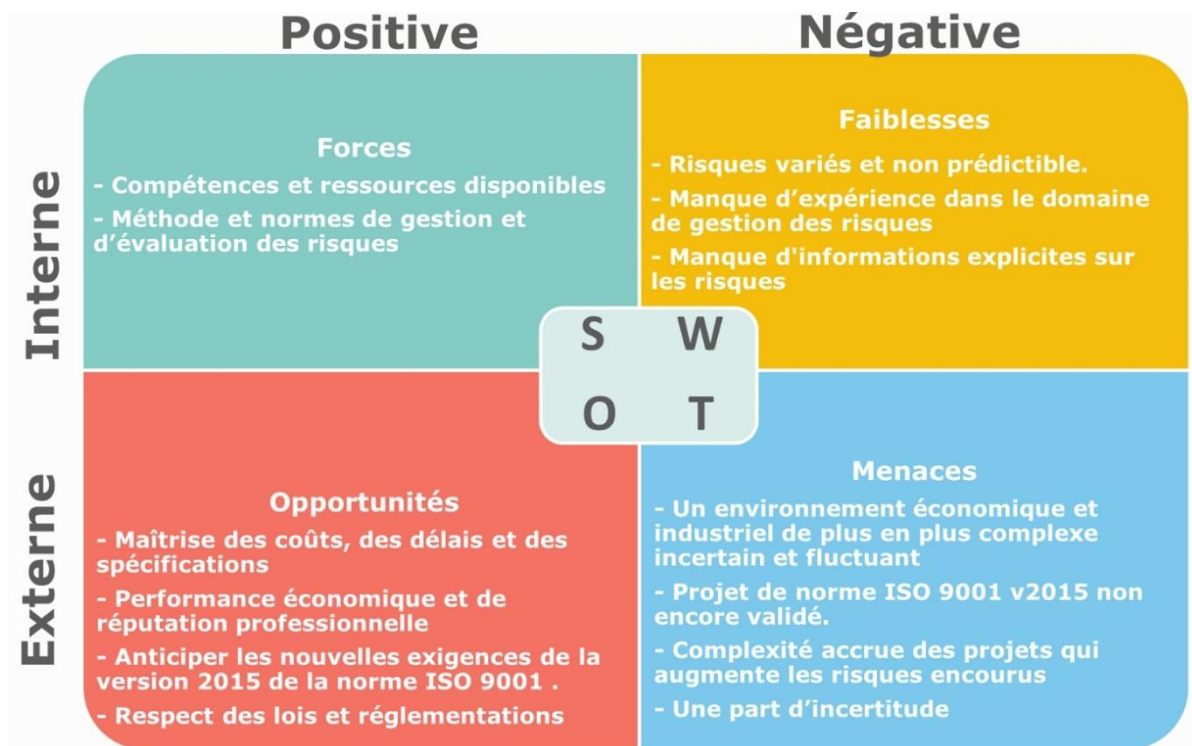 Positive
Négative
Interne
Forces
- Compétences et ressources disponibles
- Méthode et normes de gestion et
d'évaluation des risques
Faiblesses
- Risques variés et non prédictible.
- Manque d'expérience dans le domaine
de gestion des risques
- Manque d'informations explicites sur
les risques
S W
O T
Externe
Opportunités
- Maîtrise des coûts, des délais et des
spécifications
- Performance économique et de
réputation professionnelle
- Anticiper les nouvelles exigences de la
version 2015 de la norme ISO 9001 .
- Respect des lois et réglementations
Menaces
- Un environnement économique et
industriel de plus en plus complexe
incertain et fluctuant
- Projet de norme ISO 9001 v2015 non
encore validé.
- Complexité accrue des projets qui
augmente les risques encourus
- Une part d'incertitude